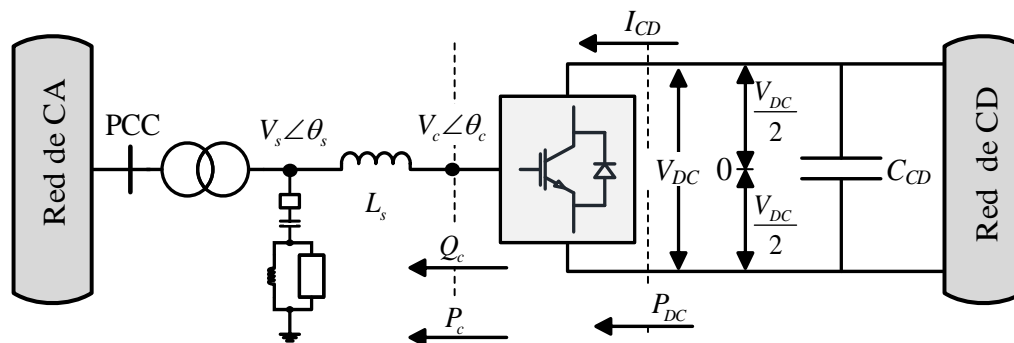 Red de CA
PCC
V_s∠θ_s
L_s
V_c∠θ_c
Q_c
P_c
I_CD
P_DC
V_DC
V_DC
2
0
V_DC
2
C_CD
Red de CD